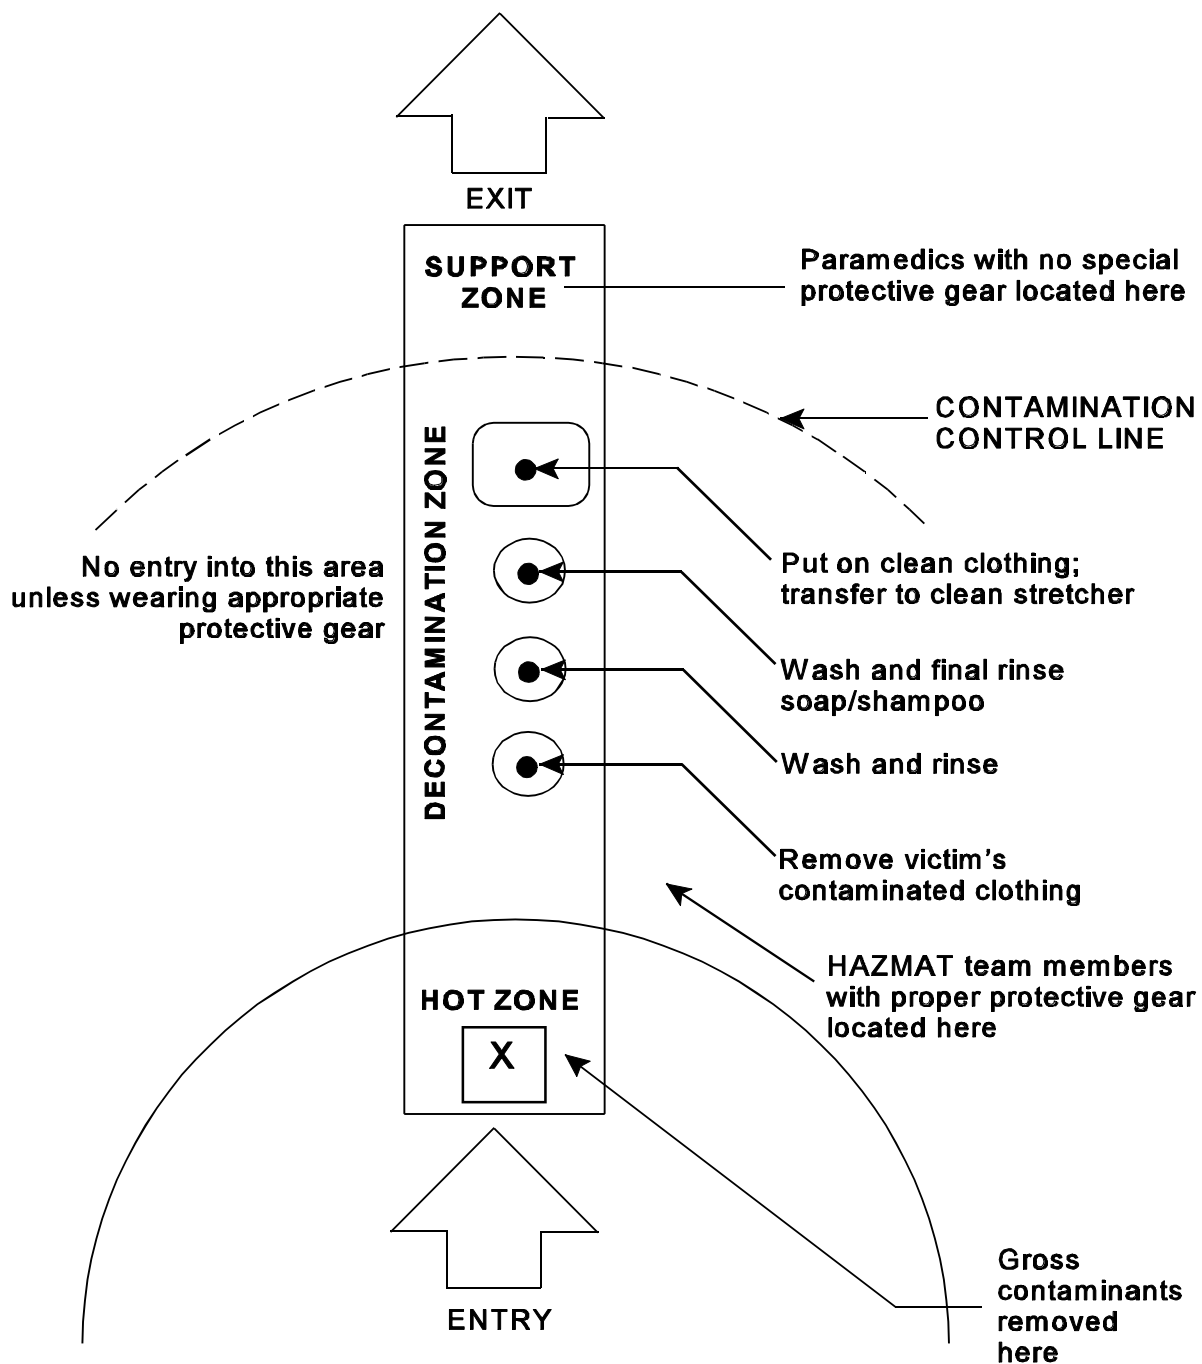 EXIT
SUPPORT
ZONE
Paramedics with no special
protective gear located here
CONTAMINATION
CONTROL LINE
DECONTAMINATION ZONE
No entry into this area
unless wearing appropriate
protective gear
Put on clean clothing;
transfer to clean stretcher
Wash and final rinse
soap/shampoo
Wash and rinse
Remove victim's
contaminated clothing
HAZMAT team members
with proper protective gear
located here
HOT ZONE
X
Gross
contaminants
removed
here
ENTRY